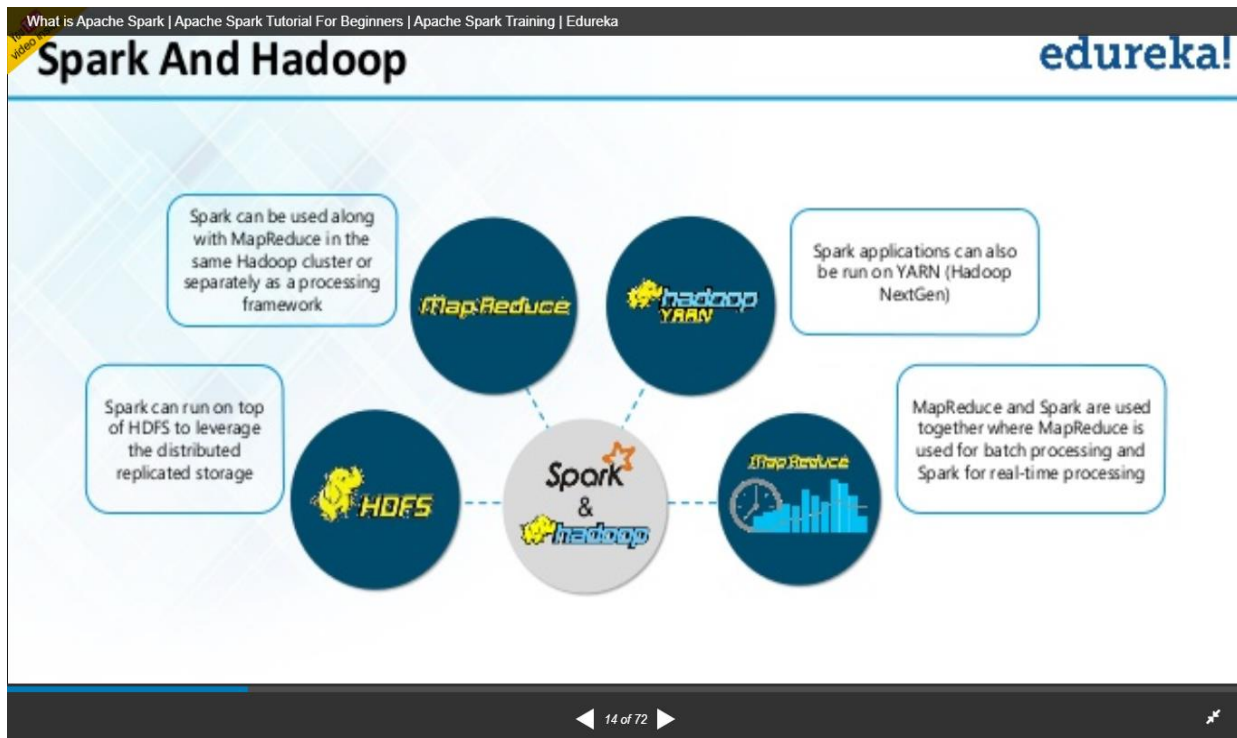 What is Apache Spark | Apache Spark Tutorial For Beginners | Apache Spark Training | Edureka
video
Spark And Hadoop
edureka!
Spark can be used along
with MapReduce in the
same Hadoop cluster or
separately as a processing
framework
MapReduce
hadoop
YARN
Spark applications can also
be run on YARN (Hadoop
NextGen)
Spark can run on top
of HDFS to leverage
the distributed
replicated storage
HDFS
Spark
&
hadoop
MapReduce
MapReduce and Spark are used
together where MapReduce is
used for batch processing and
Spark for real-time processing
14 of 72